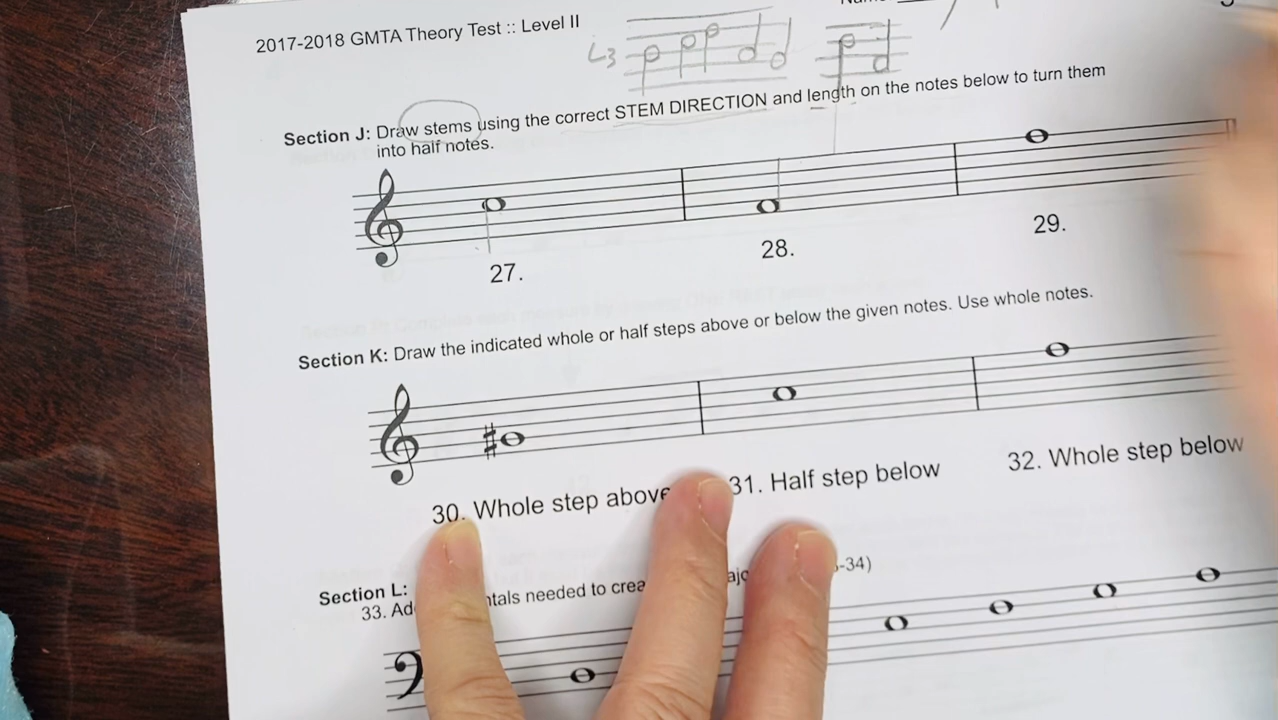 2017-2018 GMTA Theory Test :: Level II
L3
Section J: Draw stems using the correct STEM DIRECTION and length on the notes below to turn them
into half notes.
27.
28.
29.
Section K: Draw the indicated whole or half steps above or below the given notes. Use whole notes.
30. Whole step above
31. Half step below
32. Whole step below
Section L:
33. needed to -34)